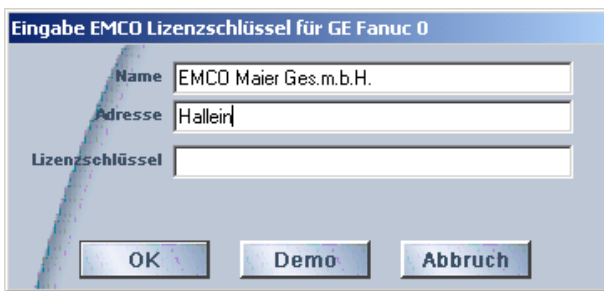 Eingabe EMCO Lizenzschlüssel für GE Fanuc 0
Name EMCO Maier Ges.m.b.H.
Adresse Hallein
Lizenzschlüssel
OK Demo Abbruch